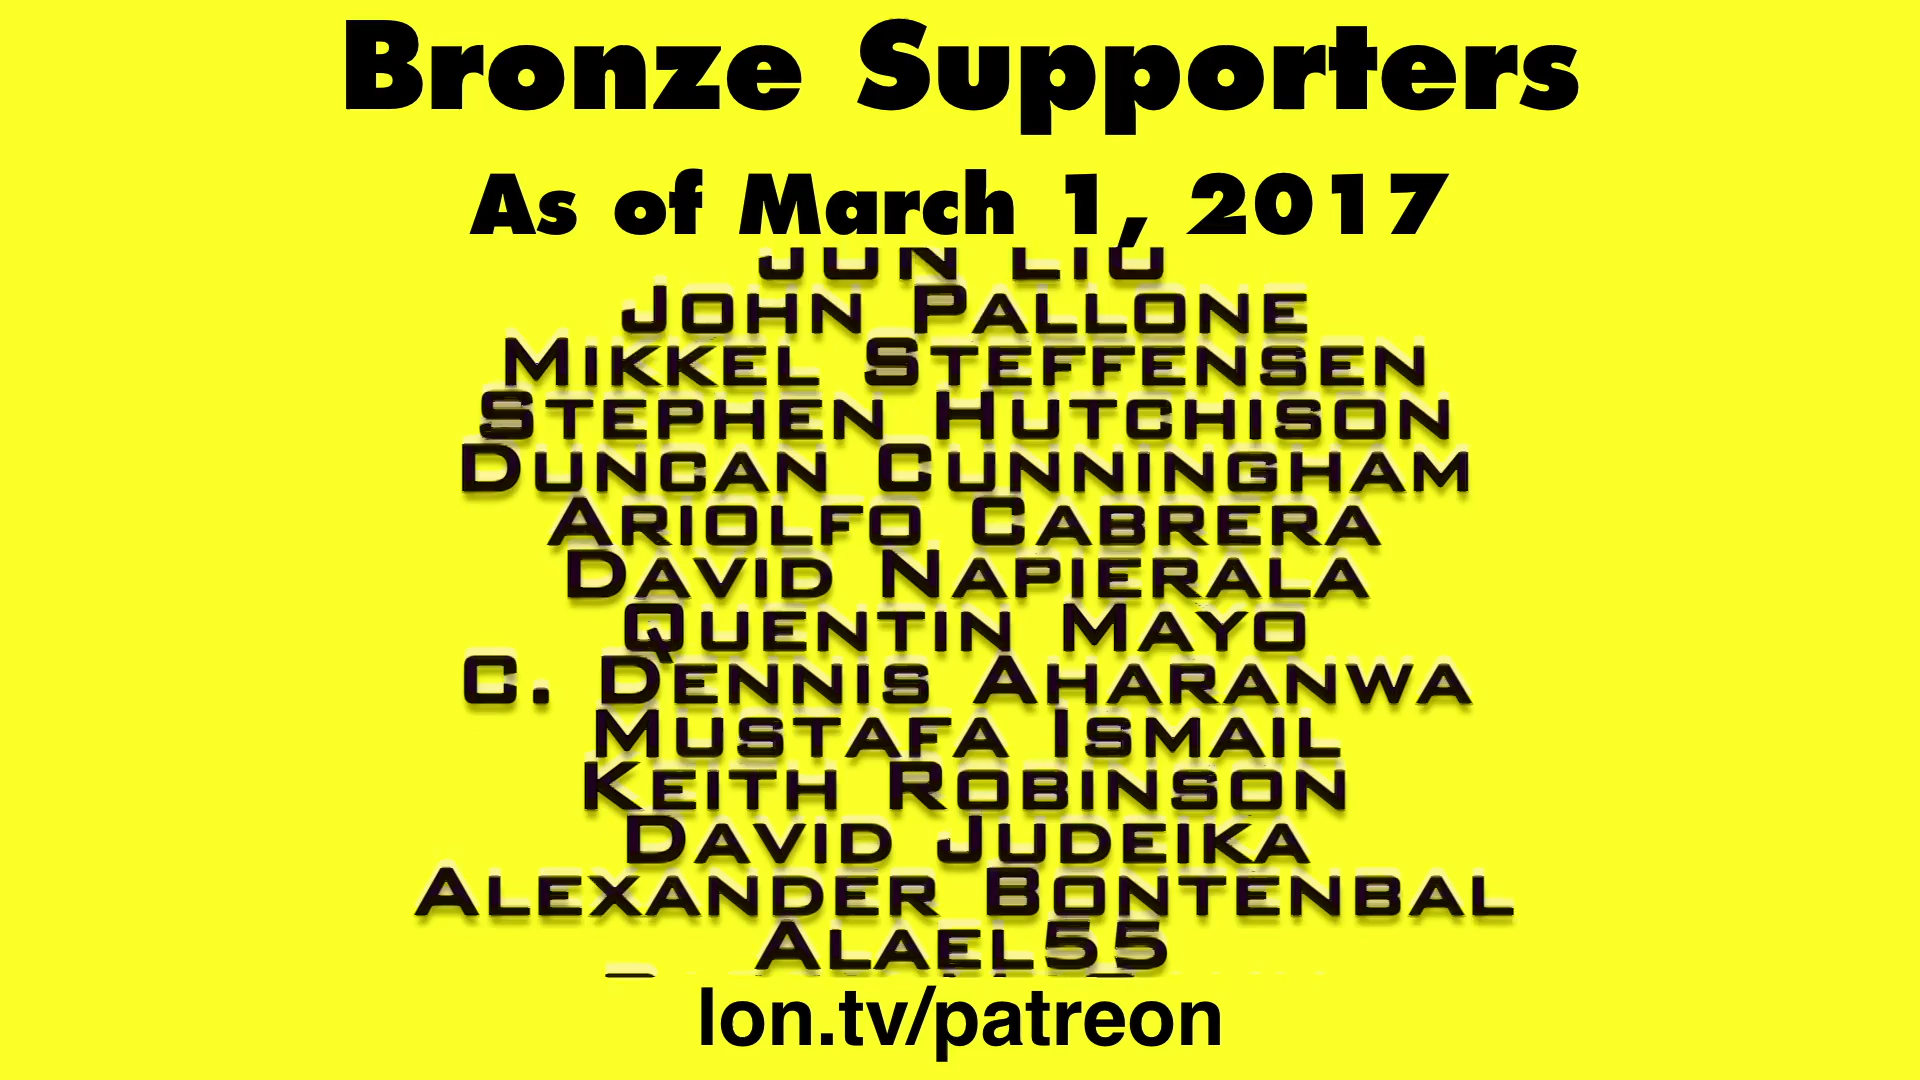 Bronze Supporters
As of March 1, 2017
Jun Liu
John Pallone
Mikkel Steffensen
Stephen Hutchison
Duncan Cunningham
Ariolfo Cabrera
David Napierala
Quentin Mayo
C. Dennis Aharanwa
Mustafa Ismail
Keith Robinson
David Judeika
Alexander Bontenbal
Alael55
lon.tv/patreon